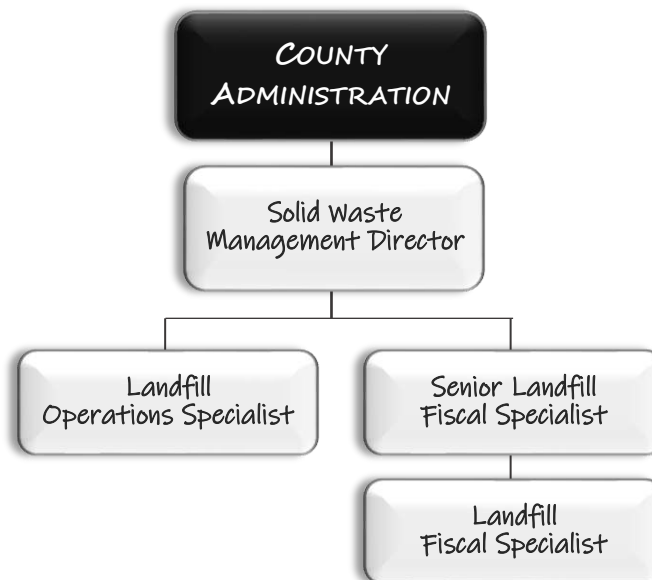 COUNTY
ADMINISTRATION
Solid Waste
Management Director
Landfill
Operations Specialist
Senior Landfill
Fiscal Specialist
Landfill
Fiscal Specialist